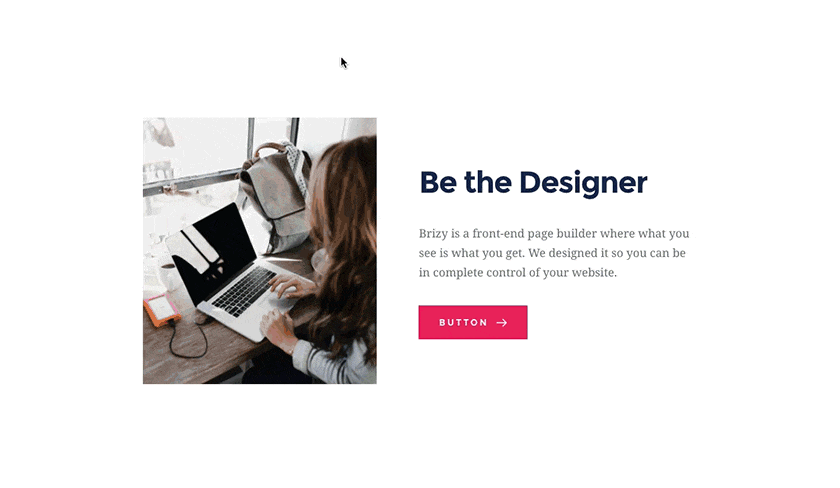 Be the Designer
Brizy is a front-end page builder where what you
see is what you get. We designed it so you can be
in complete control of your website.
BUTTON